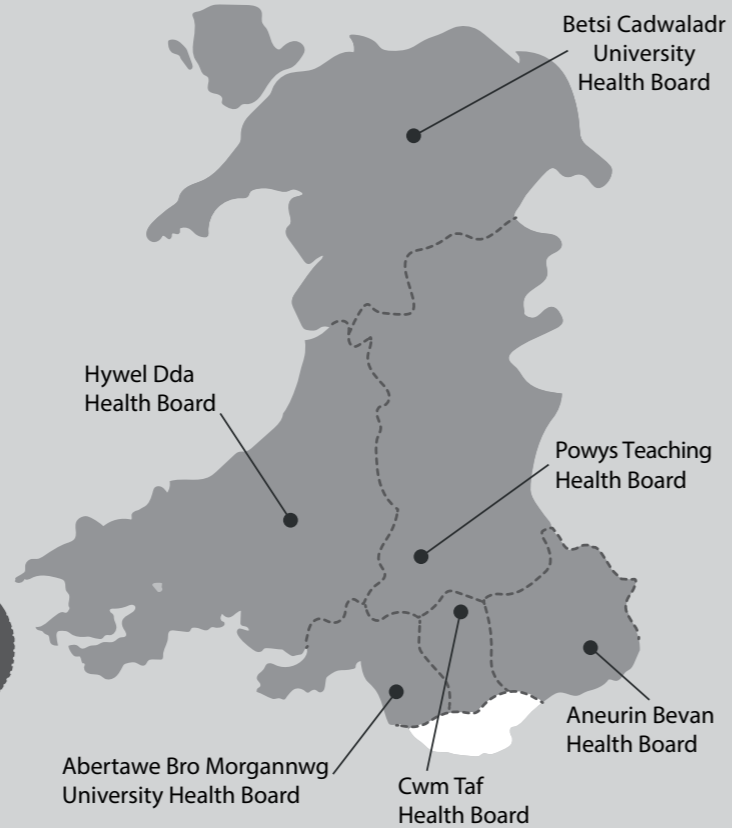 Betsi Cadwaladr
University
Health Board
Hywel Dda
Health Board
Powys Teaching
Health Board
Aneurin Bevan
Health Board
Abertawe Bro Morgannwg
University Health Board
Cwm Taf
Health Board